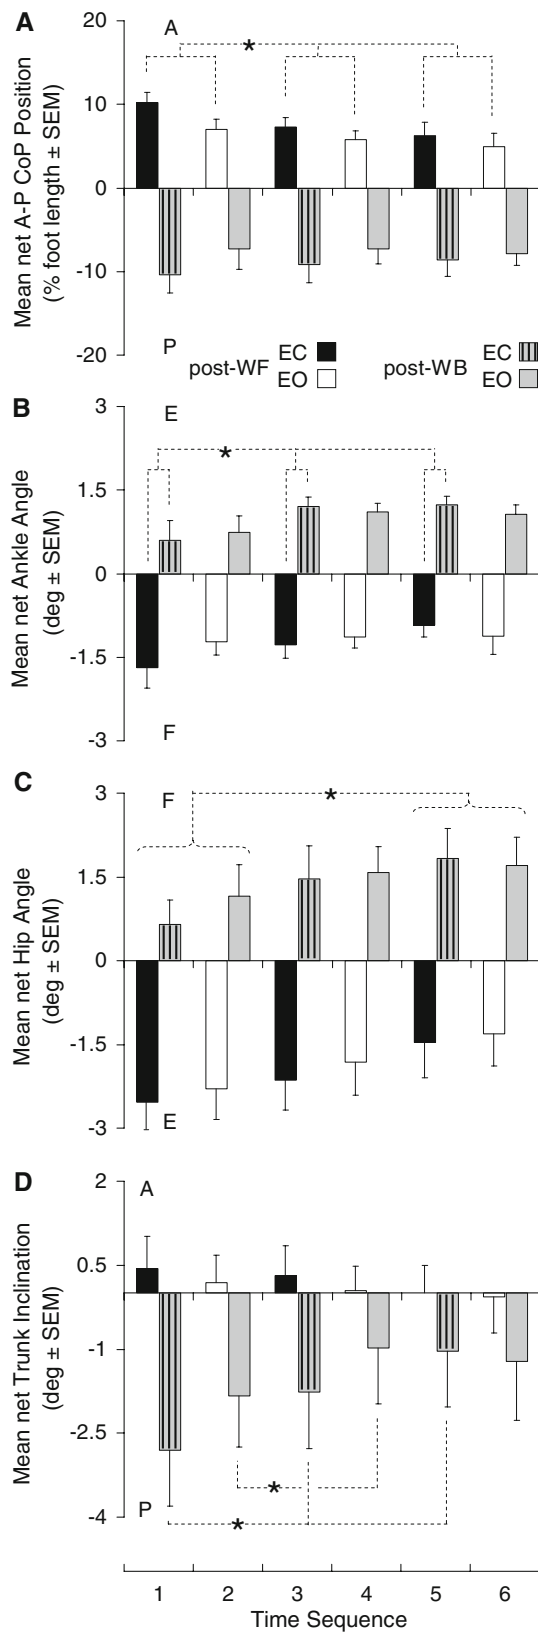 A
20
A
*
10
0
-10
-20
Mean net A-P CoP Position
(% foot length ± SEM)
P
post-WF
EC
EO
post-WB
EC
EO
B
3
E
*
1.5
0
-1.5
-3
Mean net Ankle Angle
(deg ± SEM)
F
C
3
F
*
1.5
0
-1.5
-3
Mean net Hip Angle
(deg ± SEM)
E
D
2
A
0.5
-1
-2.5
-4
Mean net Trunk Inclination
(deg ± SEM)
*
P
*
1 2 3 4 5 6
Time Sequence